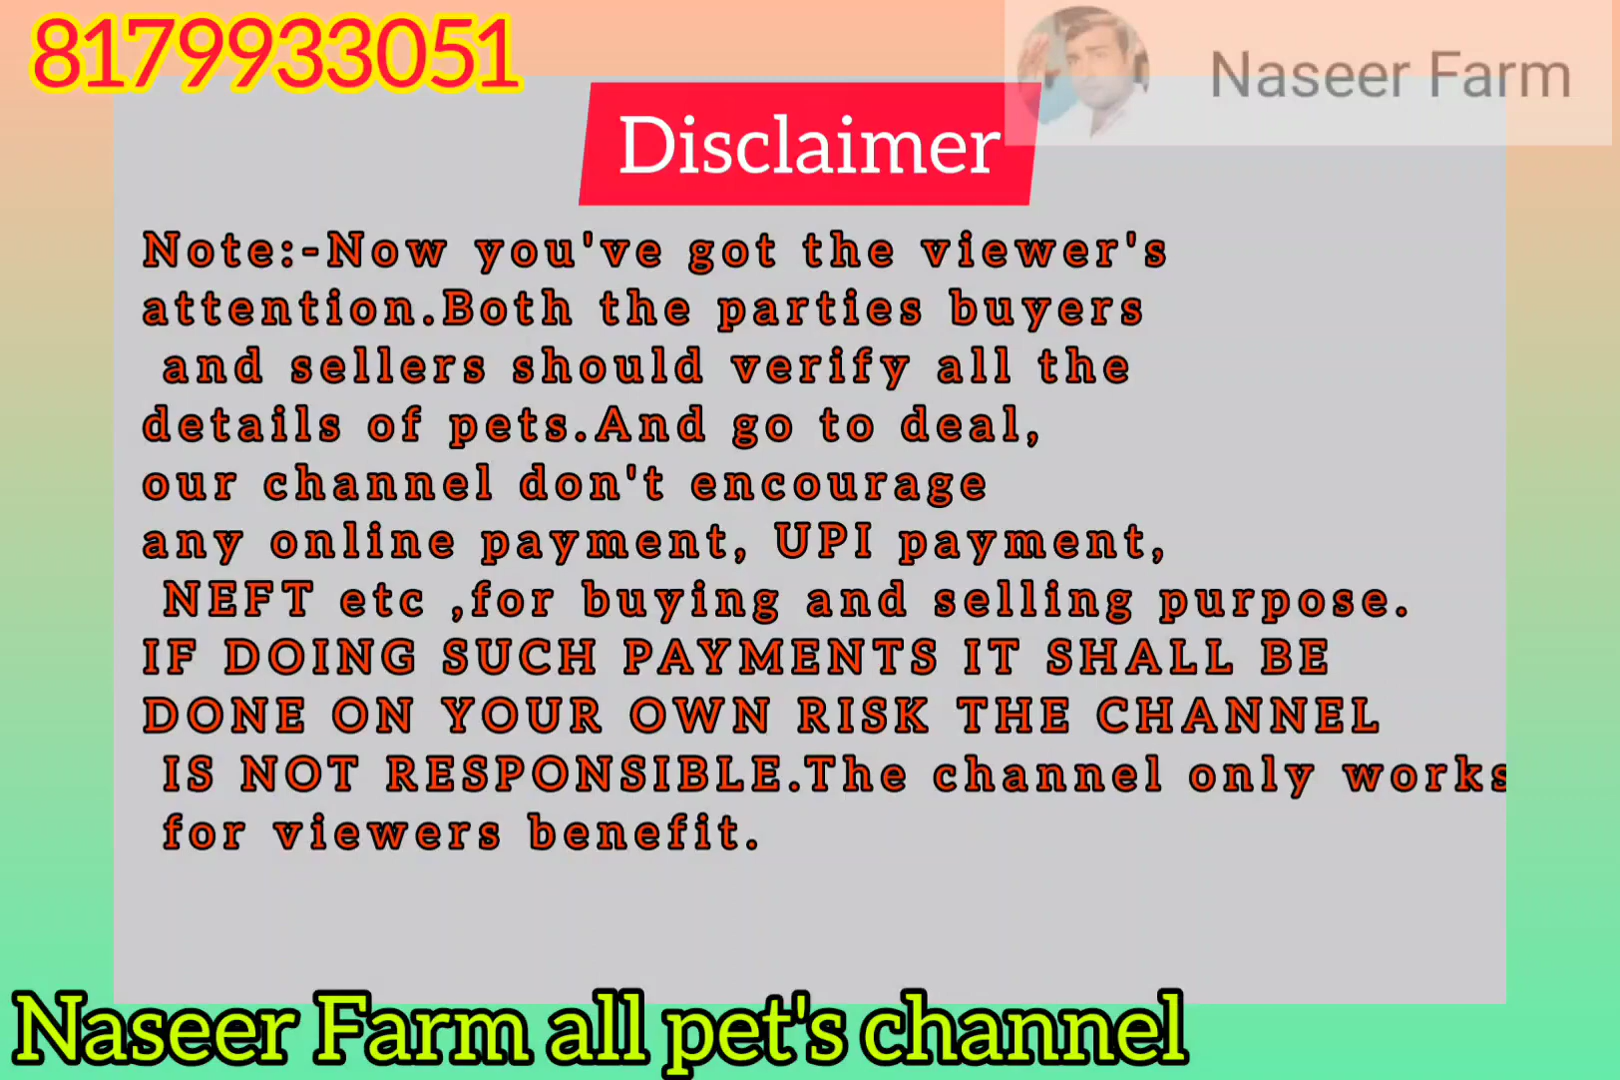 8179933051
Naseer Farm
Disclaimer
Note:-Now you've got the viewer's
attention.Both the parties buyers
and sellers should verify all the
details of pets.And go to deal,
our channel don't encourage
any online payment, UPI payment,
NEFT etc ,for buying and selling purpose.
IF DOING SUCH PAYMENTS IT SHALL BE
DONE ON YOUR OWN RISK THE CHANNEL
IS NOT RESPONSIBLE.The channel only works
for viewers benefit.
Naseer Farm all pet's channel